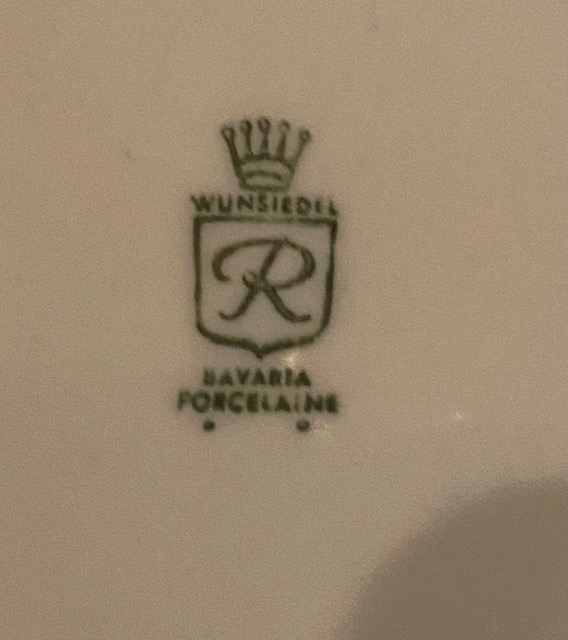 WUNSIEDEL
R
BAVARIA
PORCELAINE